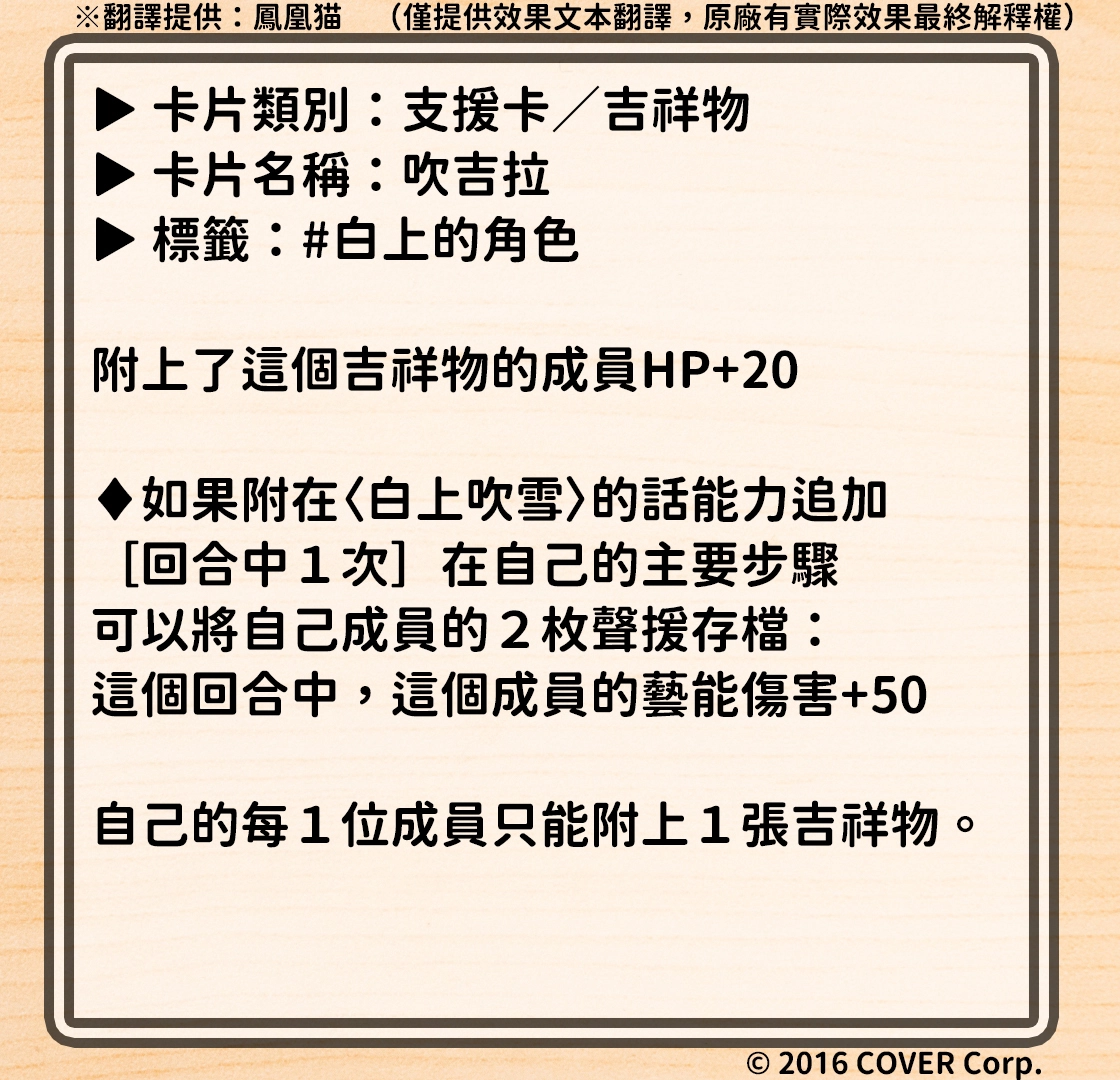 ※翻譯提供：鳳凰猫　（僅提供效果文本翻譯，原廠有實際效果最終解釋權）
▶ 卡片類別：支援卡／吉祥物
▶ 卡片名稱：吹吉拉
▶ 標籤：#白上的角色
附上了這個吉祥物的成員HP+20
♦如果附在〈白上吹雪〉的話能力追加
［回合中１次］在自己的主要步驟
可以將自己成員的２枚聲援存檔：
這個回合中，這個成員的藝能傷害+50
自己的每１位成員只能附上１張吉祥物。
© 2016 COVER Corp.